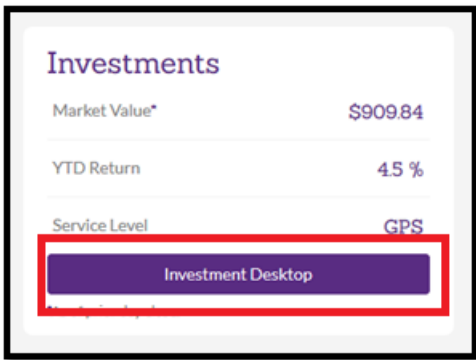 Investments
Market Value* $909.84
YTD Return 4.5 %
Service Level GPS
Investment Desktop